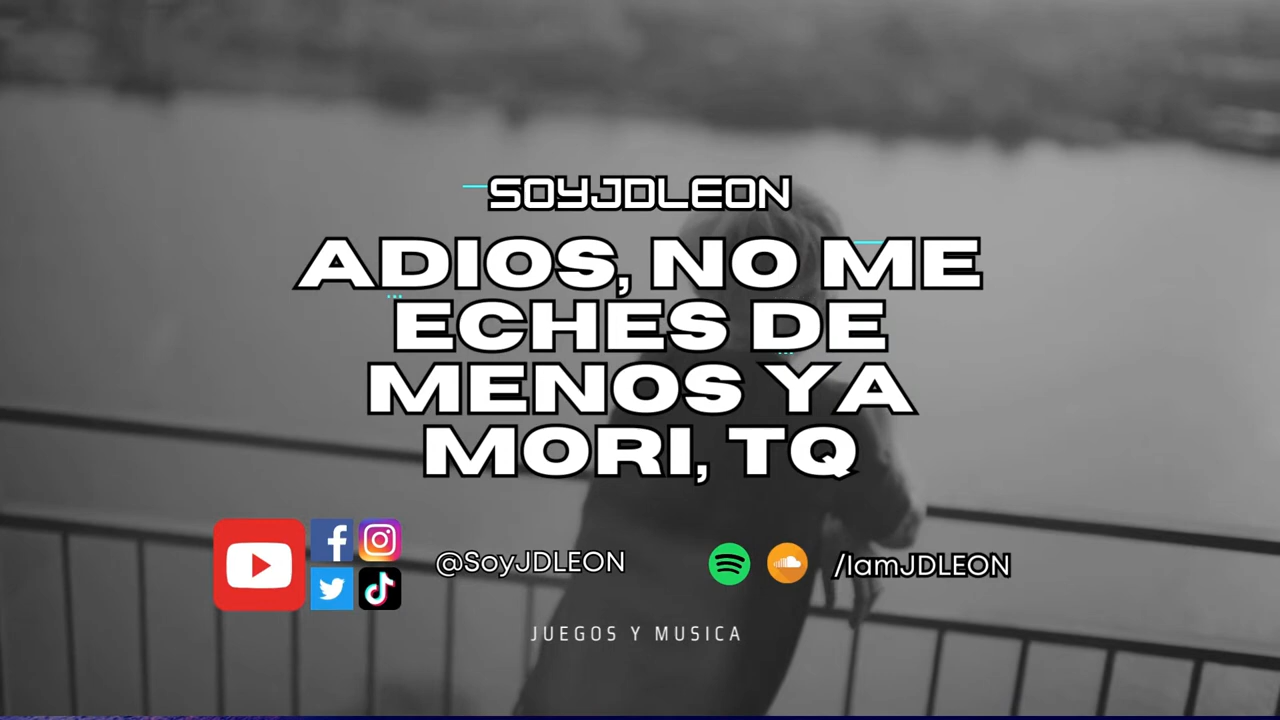 SOYJDLEON
ADIOS, NO ME
ECHES DE
MENOS YA
MORI, TQ
@SoyJDLEON
/IamJDLEON
JUEGOS Y MUSICA